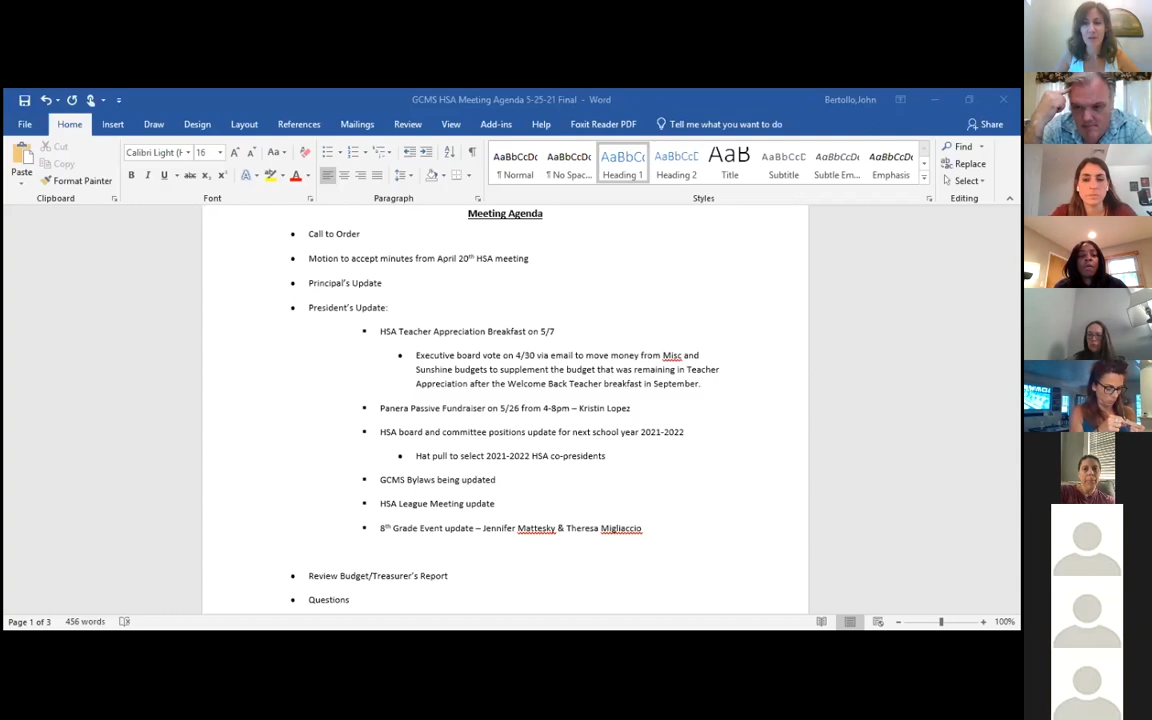 GCMS HSA Meeting Agenda 5-25-21 Final - Word
Bertollo,John
File Home Insert Draw Design Layout References Mailings Review View Add-ins Help Foxit Reader PDF Tell me what you want to do Share
Paste
Cut
Copy
Format Painter
Clipboard
Calibri Light (H 16
Font
Paragraph
AaBbCcDc AaBbCcDc AaBbCc AaBbCcD AaB AaBbCcD AaBbCcDc AaBbCcDc
¶ Normal ¶ No Spac... Heading 1 Heading 2 Title Subtitle Subtle Em... Emphasis
Styles
Find
Replace
Select
Editing
Meeting Agenda
• Call to Order
• Motion to accept minutes from April 20th HSA meeting
• Principal's Update
• President's Update:
▪ HSA Teacher Appreciation Breakfast on 5/7
• Executive board vote on 4/30 via email to move money from Misc and
Sunshine budgets to supplement the budget that was remaining in Teacher
Appreciation after the Welcome Back Teacher breakfast in September.
▪ Panera Passive Fundraiser on 5/26 from 4-8pm – Kristin Lopez
▪ HSA board and committee positions update for next school year 2021-2022
• Hat pull to select 2021-2022 HSA co-presidents
▪ GCMS Bylaws being updated
▪ HSA League Meeting update
▪ 8th Grade Event update – Jennifer Mattesky & Theresa Migliaccio
• Review Budget/Treasurer's Report
• Questions
Page 1 of 3 456 words
100%